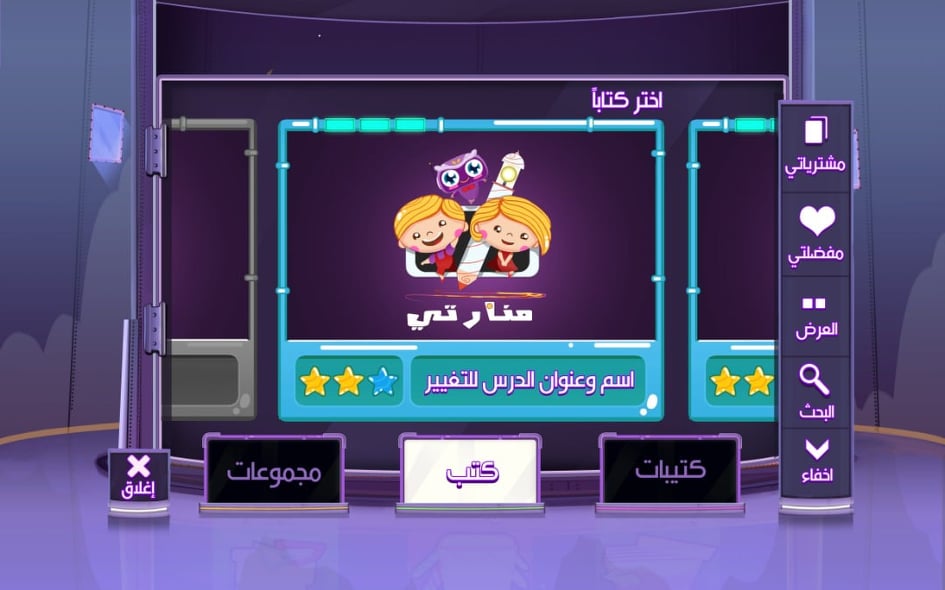 اختر كتاباً
مشترياتي
مفضلتي
العرض
البحث
اخفاء
منارتي
اسم وعنوان الدرس للتغيير
كتيبات
كتب
مجموعات
إغلاق